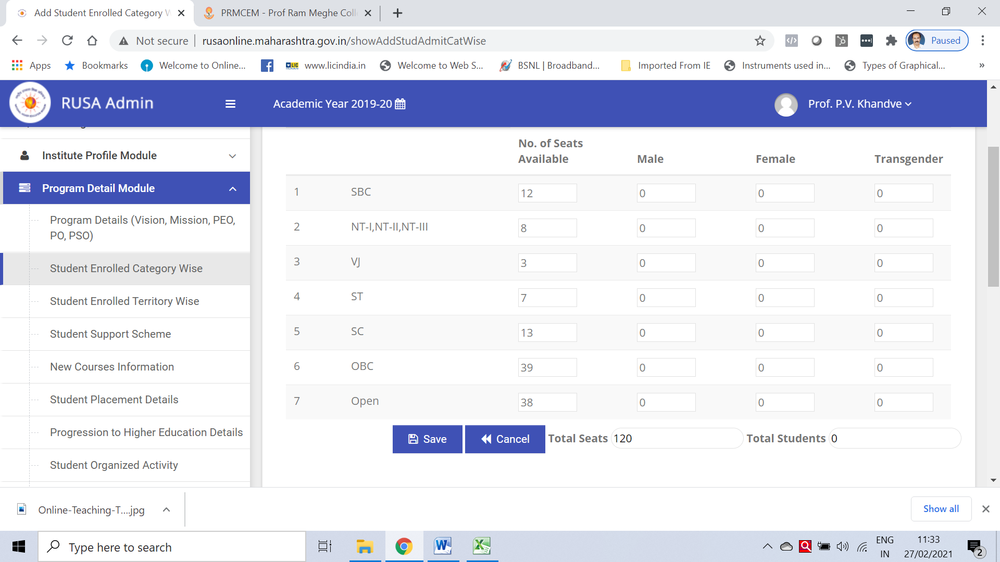 Add Student Enrolled Category W
PRMCEM - Prof Ram Meghe Coll
Not secure
rusaonline.maharashtra.gov.in/showAddStudAdmitCatWise
Paused
Apps
Bookmarks
Welcome to Online...
LIC
www.licindia.in
Welcome to Web S...
BSNL | Broadband...
Imported From IE
Instruments used in...
Types of Graphical...
»
RUSA Admin
Academic Year 2019-20
Prof. P.V. Khandve
Institute Profile Module
Program Detail Module
Program Details (Vision, Mission, PEO,
PO, PSO)
Student Enrolled Category Wise
Student Enrolled Territory Wise
Student Support Scheme
New Courses Information
Student Placement Details
Progression to Higher Education Details
Student Organized Activity
No. of Seats
Available Male Female Transgender
1 SBC 12 0 0 0
2 NT-I,NT-II,NT-III 8 0 0 0
3 VJ 3 0 0 0
4 ST 7 0 0 0
5 SC 13 0 0 0
6 OBC 39 0 0 0
7 Open 38 0 0 0
Save
Cancel
Total Seats 120
Total Students 0
Online-Teaching-T....jpg
Show all
Type here to search
ENG
IN
11:33
27/02/2021
2